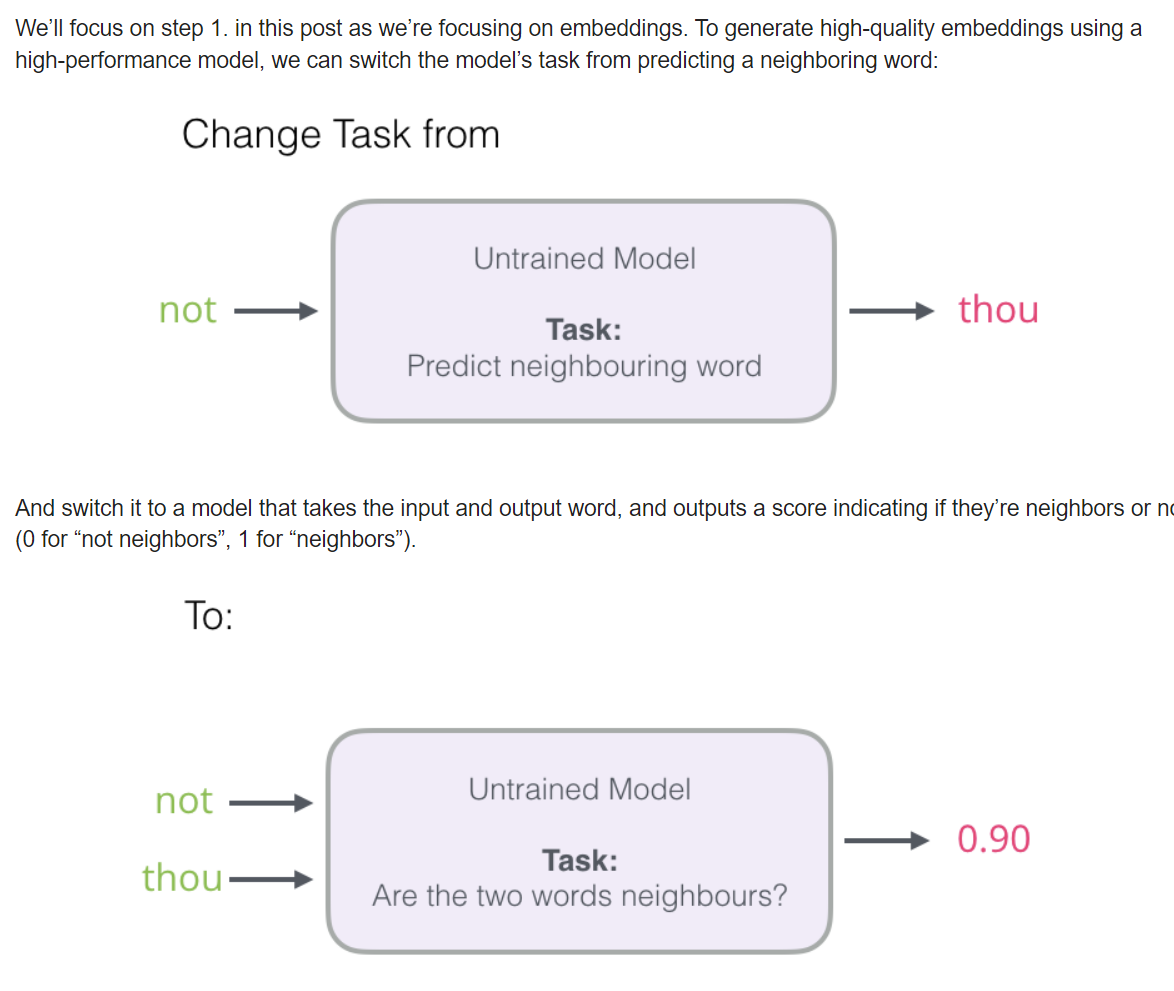 We'll focus on step 1. in this post as we're focusing on embeddings. To generate high-quality embeddings using a
high-performance model, we can switch the model's task from predicting a neighboring word:
Change Task from
Untrained Model
not
thou
Task:
Predict neighbouring word
And switch it to a model that takes the input and output word, and outputs a score indicating if they're neighbors or
(0 for “not neighbors”, 1 for “neighbors”).
To:
Untrained Model
not
thou
Task:
Are the two words neighbours?
0.90